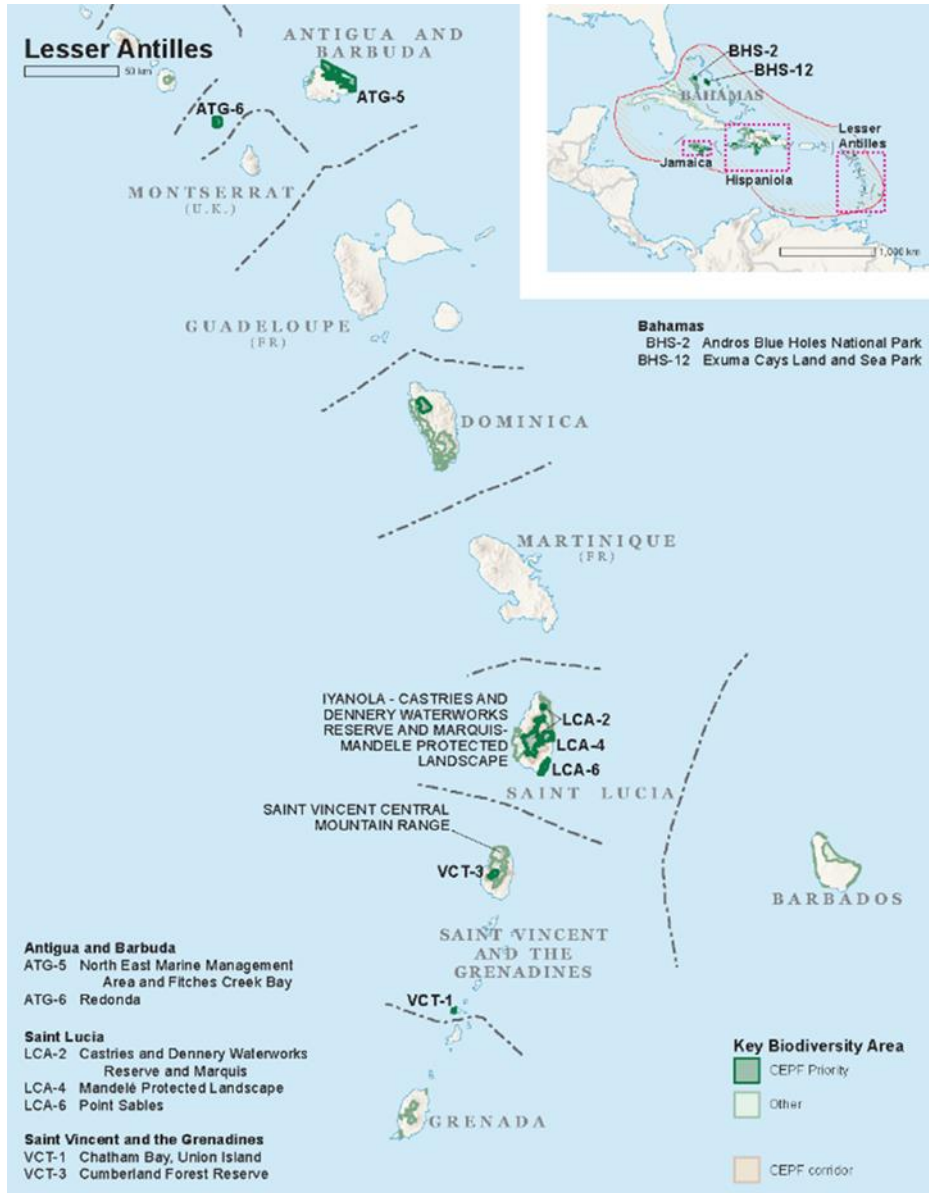 Lesser Antilles
50 km
ANTIGUA AND
BARBUDA
ATG-5
ATG-6
MONTSERRAT
(U.K.)
GUADELOUPE
(FR)
DOMINICA
MARTINIQUE
(FR)
IYANOLA - CASTRIES AND
DENNERY WATERWORKS
RESERVE AND MARQUIS-
MANDELE PROTECTED
LANDSCAPE
LCA-2
LCA-4
LCA-6
SAINT LUCIA
SAINT VINCENT CENTRAL
MOUNTAIN RANGE
VCT-3
BARBADOS
SAINT VINCENT
AND THE
GRENADINES
VCT-1
GRENADA
BHS-2
BHS-12
BAHAMAS
Lesser
Antilles
Jamaica
Hispaniola
1,000 km
Bahamas
BHS-2 Andros Blue Holes National Park
BHS-12 Exuma Cays Land and Sea Park
Antigua and Barbuda
ATG-5 North East Marine Management
Area and Fitches Creek Bay
ATG-6 Redonda
Saint Lucia
LCA-2 Castries and Dennery Waterworks
Reserve and Marquis
LCA-4 Mandelé Protected Landscape
LCA-6 Point Sables
Saint Vincent and the Grenadines
VCT-1 Chatham Bay, Union Island
VCT-3 Cumberland Forest Reserve
Key Biodiversity Area
CEPF Priority
Other
CEPF corridor